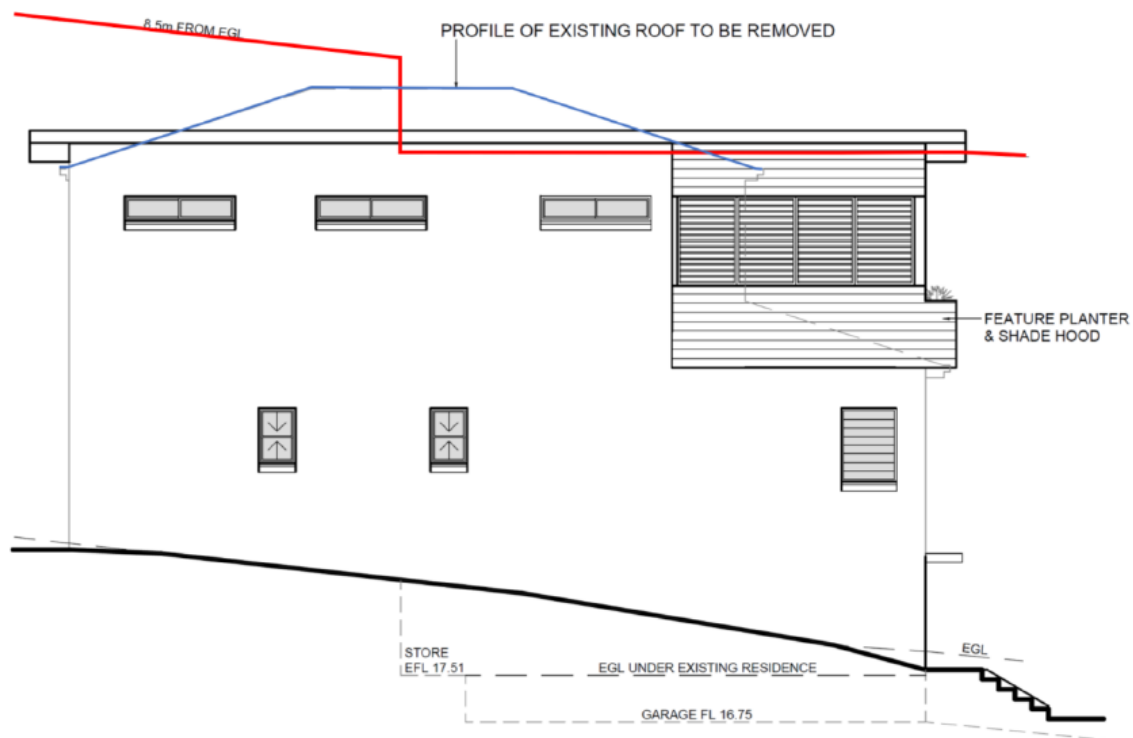 8.5m FROM EGL
PROFILE OF EXISTING ROOF TO BE REMOVED
FEATURE PLANTER
& SHADE HOOD
EGL
STORE
EFL 17.51
EGL UNDER EXISTING RESIDENCE
GARAGE FL 16.75